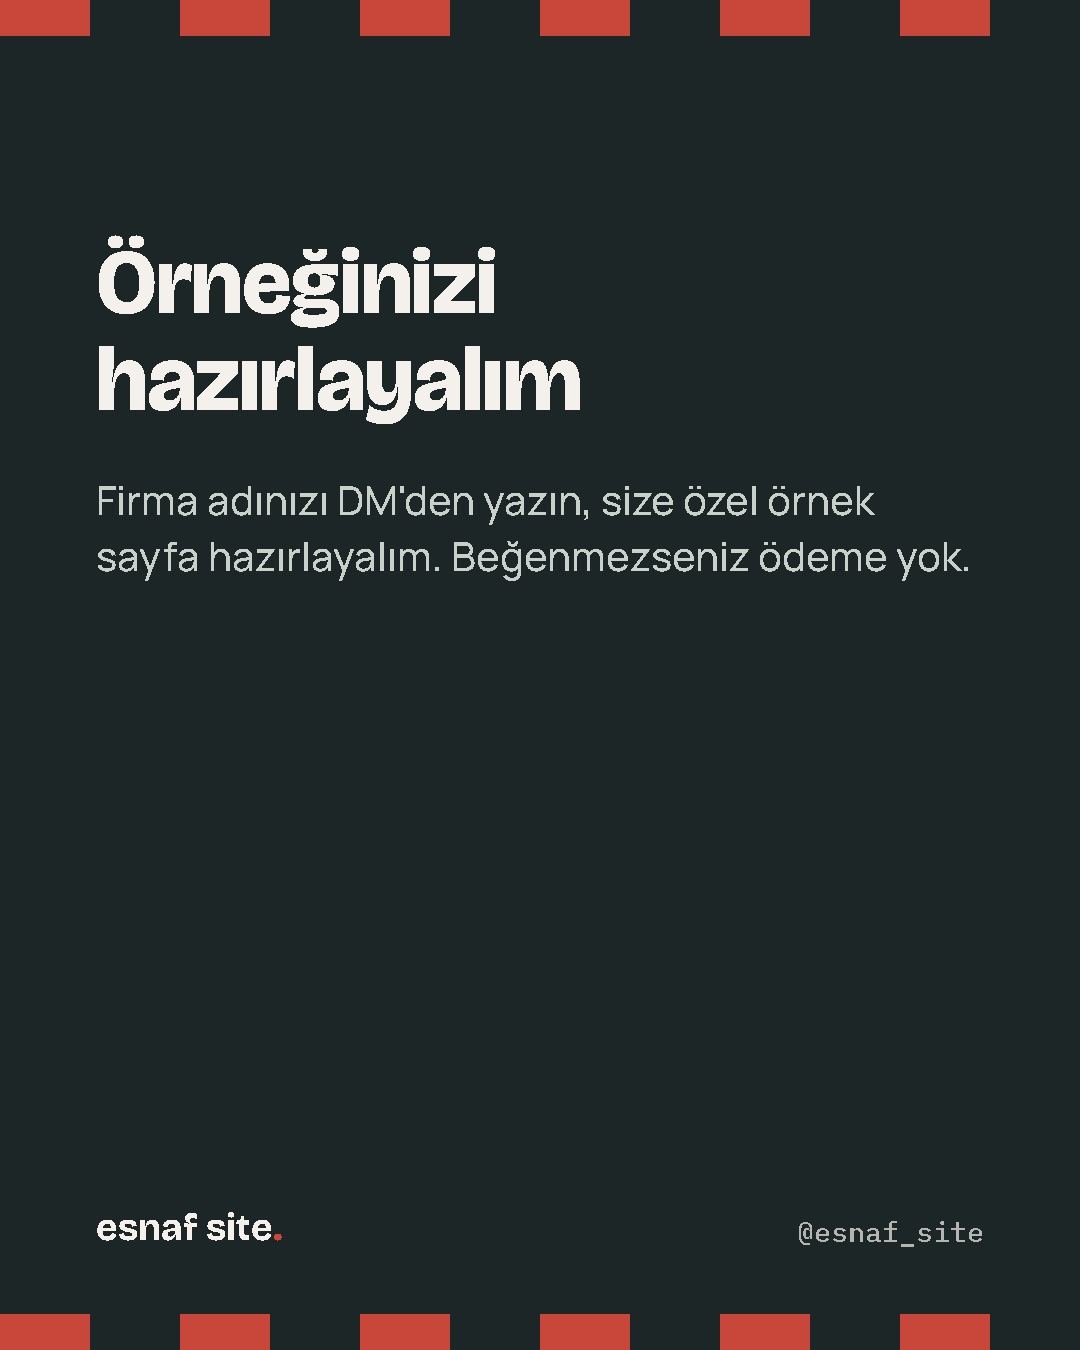 Örneğinizi
hazırlayalım
Firma adınızı DM'den yazın, size özel örnek
sayfa hazırlayalım. Beğenmezseniz ödeme yok.
esnaf site.
@esnaf_site